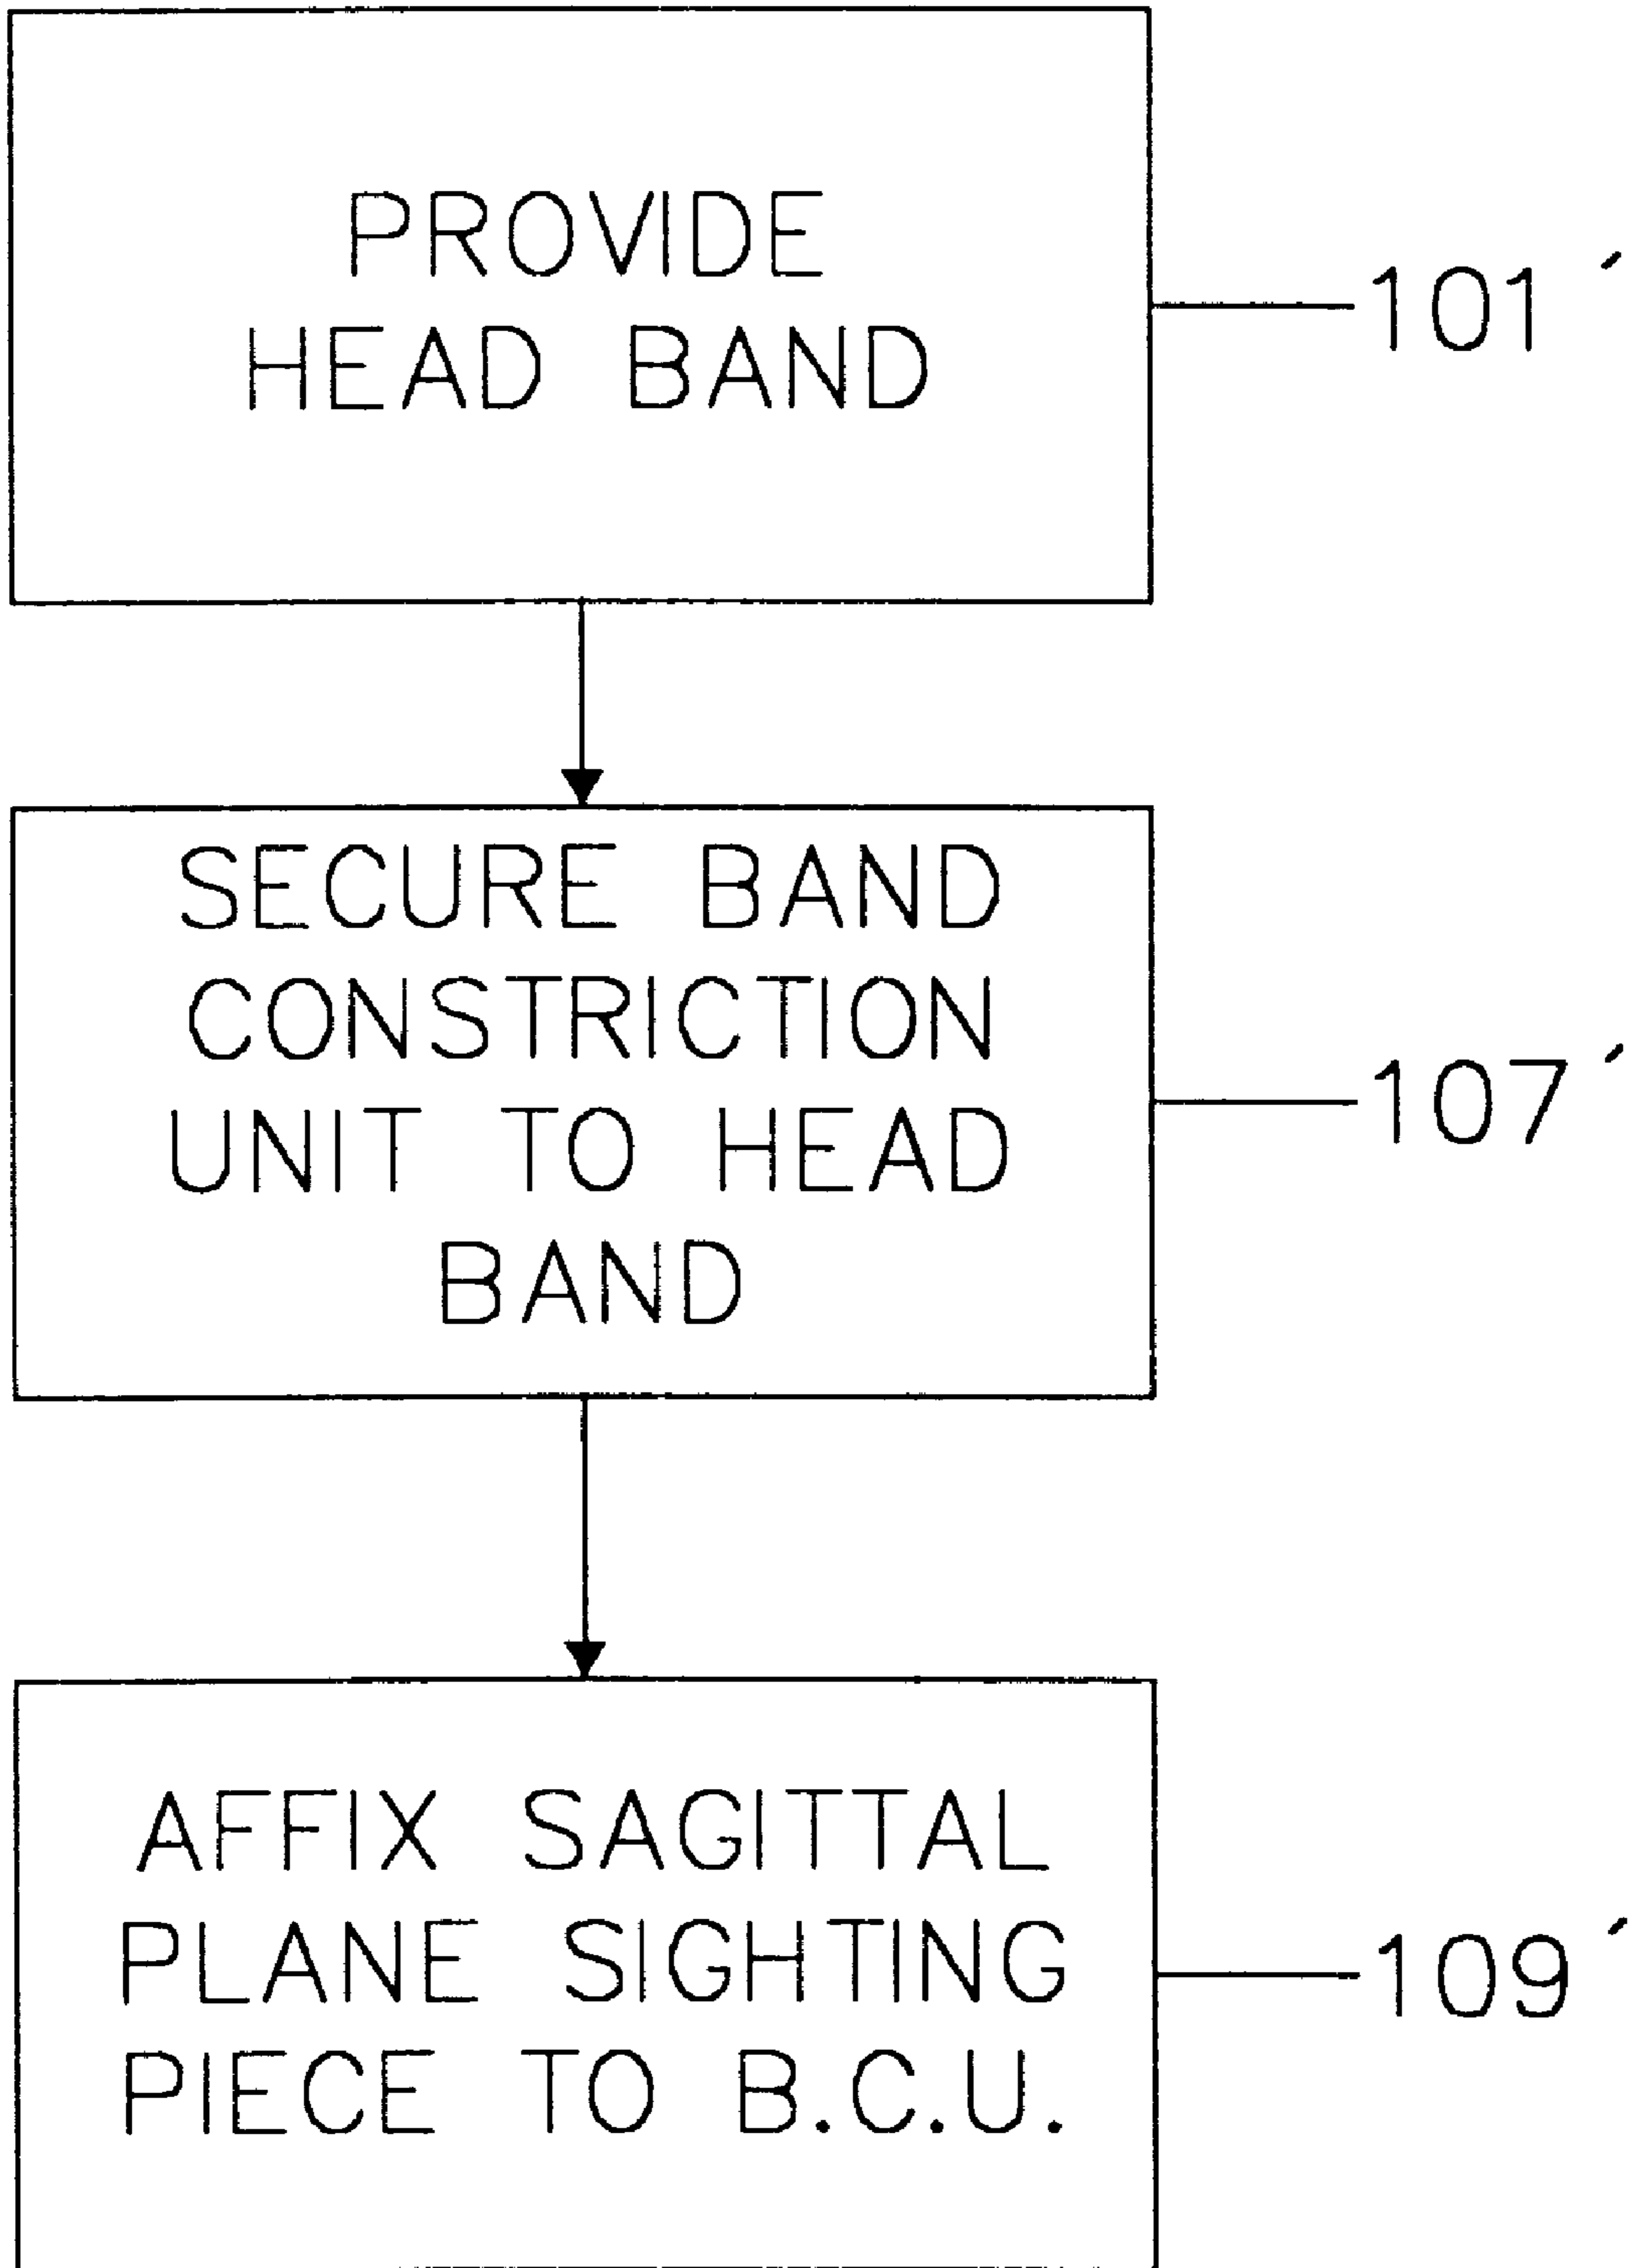 PROVIDE
HEAD BAND
101´
SECURE BAND
CONSTRICTION
UNIT TO HEAD
BAND
107´
AFFIX SAGITTAL
PLANE SIGHTING
PIECE TO B.C.U.
109´